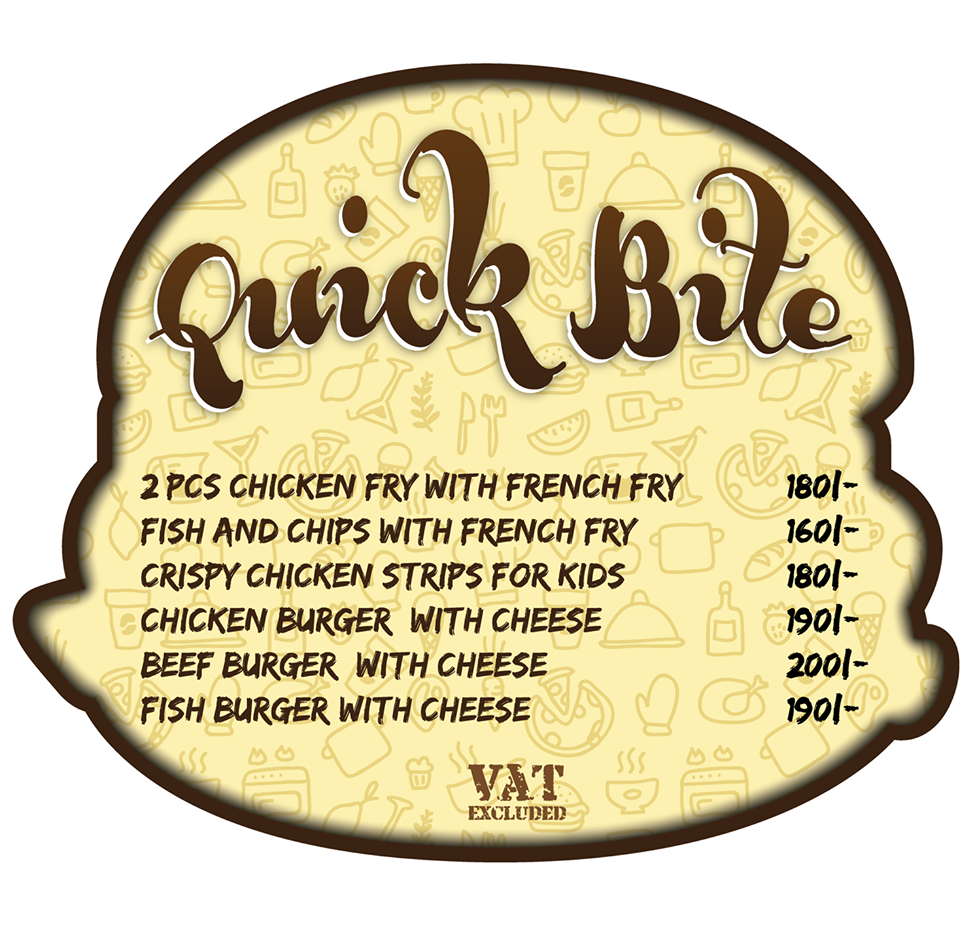 Quick Bite
2 PCS CHICKEN FRY WITH FRENCH FRY 180/-
FISH AND CHIPS WITH FRENCH FRY 160/-
CRISPY CHICKEN STRIPS FOR KIDS 180/-
CHICKEN BURGER WITH CHEESE 190/-
BEEF BURGER WITH CHEESE 200/-
FISH BURGER WITH CHEESE 190/-
VAT
EXCLUDED